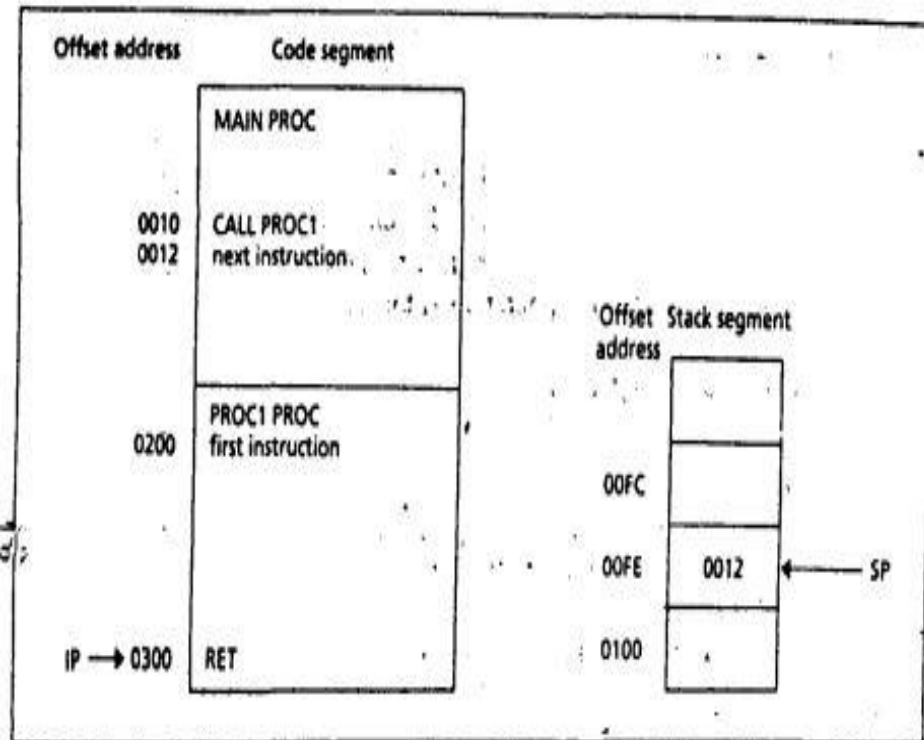 Offset address Code segment
MAIN PROC
0010 CALL PROC1
0012 next instruction
PROC1 PROC
0200 first instruction
IP → 0300 RET
Offset address Stack segment
00FC
00FE 0012 ← SP
0100